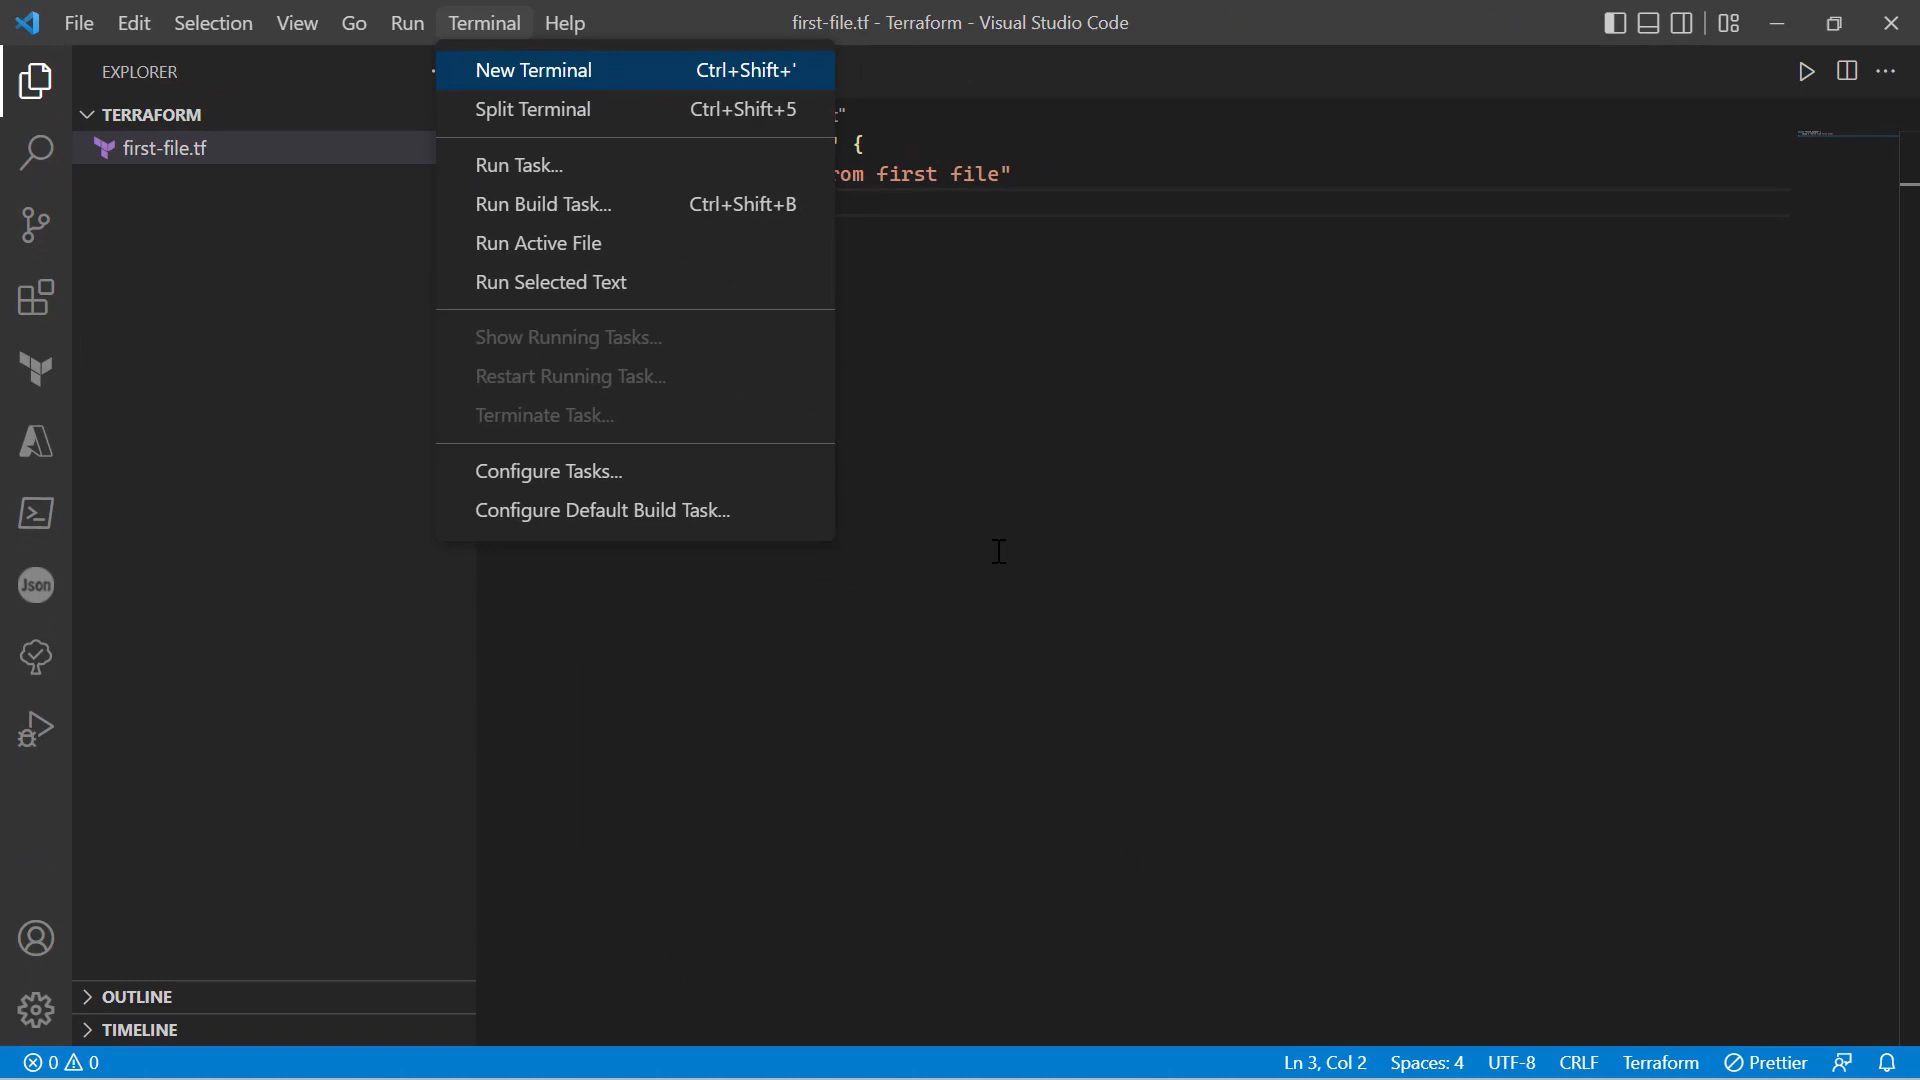 File Edit Selection View Go Run Terminal Help first-file.tf - Terraform - Visual Studio Code
EXPLORER
New Terminal Ctrl+Shift+'
Split Terminal Ctrl+Shift+5
Run Task...
Run Build Task... Ctrl+Shift+B
Run Active File
Run Selected Text
Show Running Tasks...
Restart Running Task...
Terminate Task...
Configure Tasks...
Configure Default Build Task...
TERRAFORM
first-file.tf
t"
" {
om first file"
Json
OUTLINE
TIMELINE
0 0 Ln 3, Col 2 Spaces: 4 UTF-8 CRLF Terraform Prettier